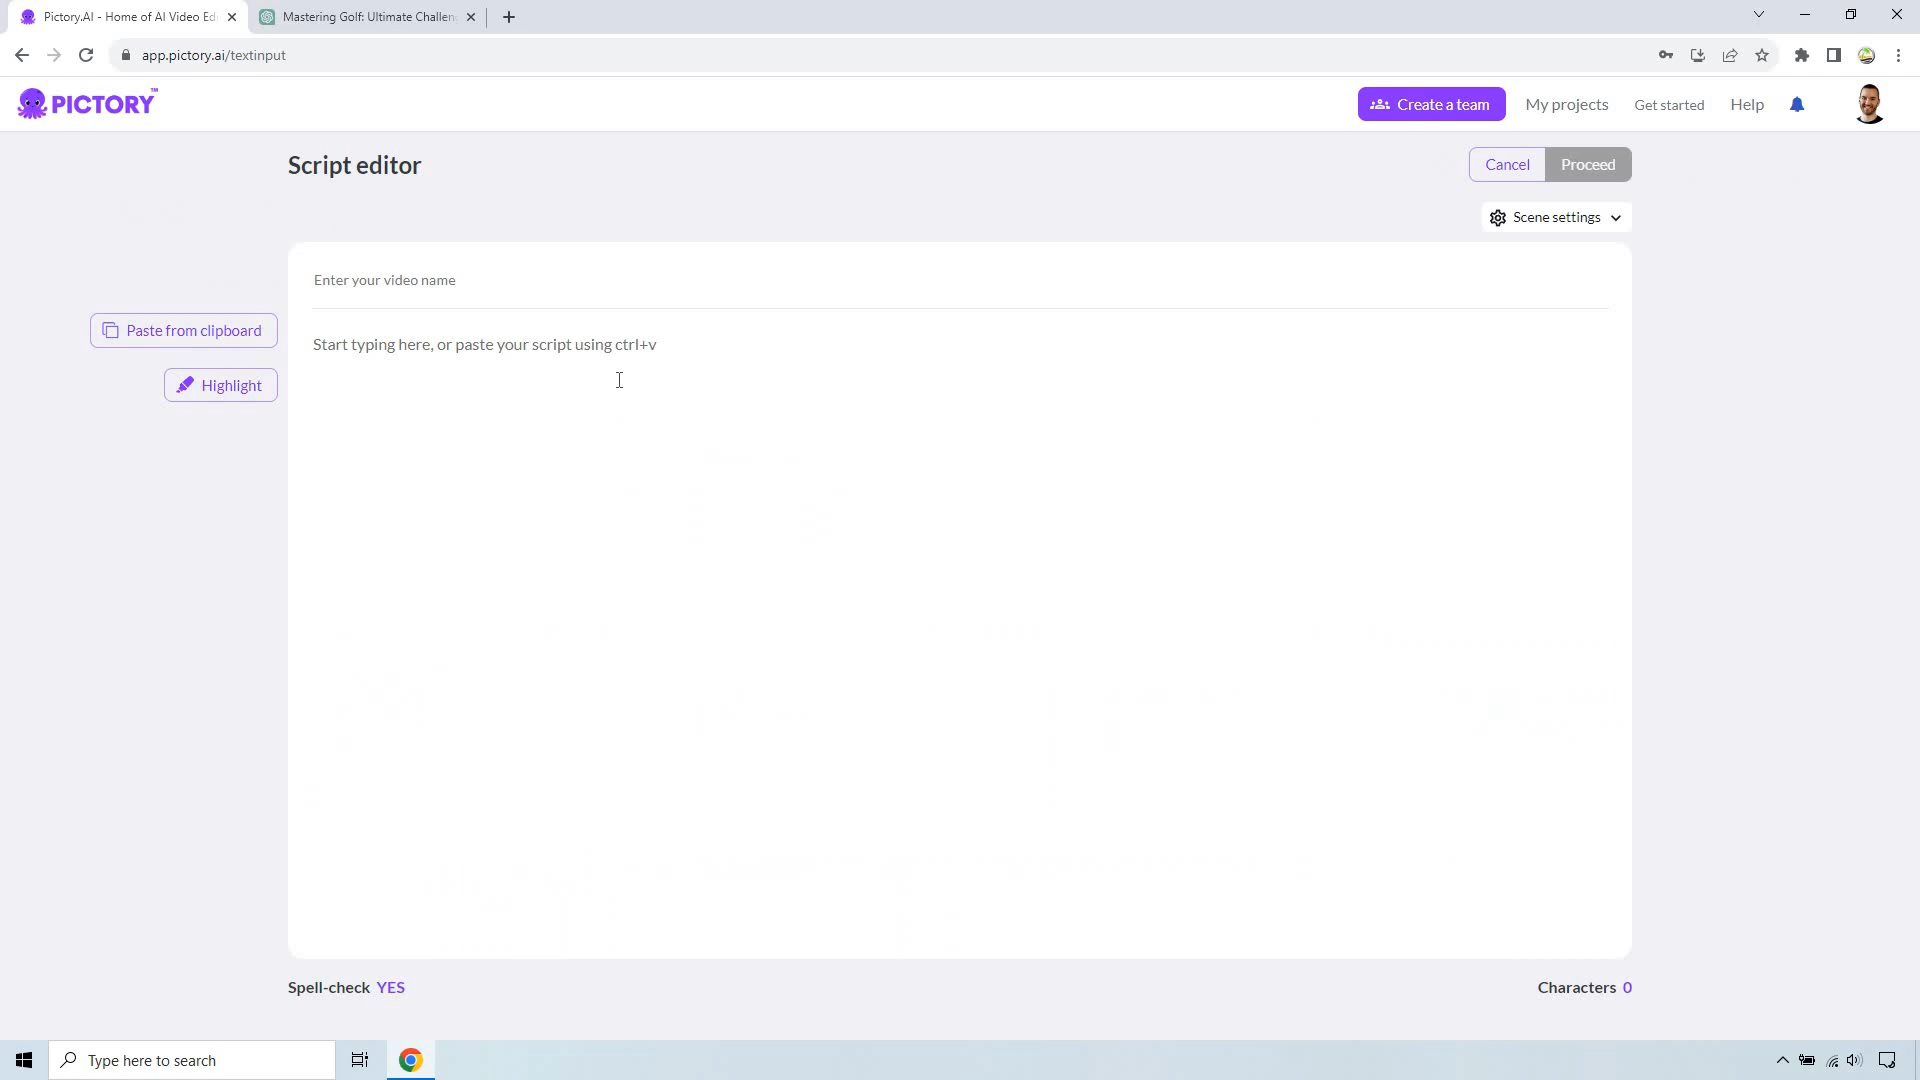 Pictory.AI - Home of AI Video Ed
Mastering Golf: Ultimate Challen
app.pictory.ai/textinput
PICTORY™
Create a team
My projects
Get started
Help
Script editor
Cancel
Proceed
Scene settings
Enter your video name
Paste from clipboard
Start typing here, or paste your script using ctrl+v
Highlight
Spell-check YES
Characters 0
Type here to search